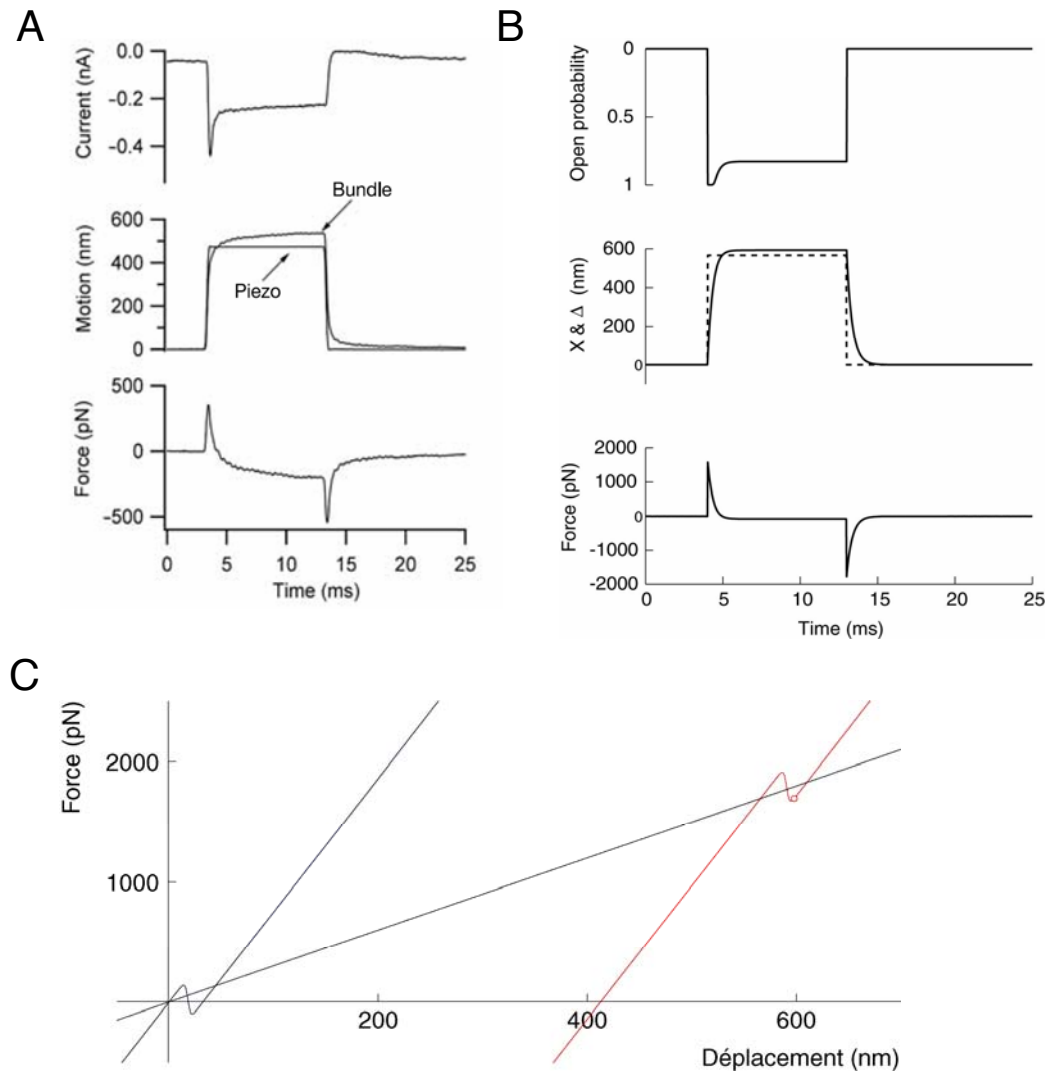 A
Current (nA)
0.0
-0.2
-0.4
Motion (nm)
600
400
200
0
Bundle
Piezo
Force (pN)
500
0
-500
0 5 10 15 20 25
Time (ms)
B
Open probability
0
0.5
1
X & Δ (nm)
600
400
200
0
Force (pN)
2000
1000
0
-1000
-2000
0 5 10 15 20 25
Time (ms)
C
Force (pN)
2000
1000
200 400 600
Déplacement (nm)